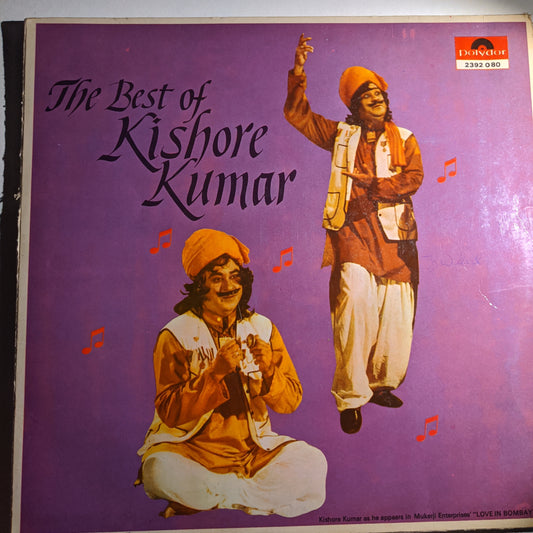 polydor
2392 080
The Best of
Kishore
Kumar
Kishore Kumar as he appears in Mukerji Enterprises' "LOVE IN BOMBAY